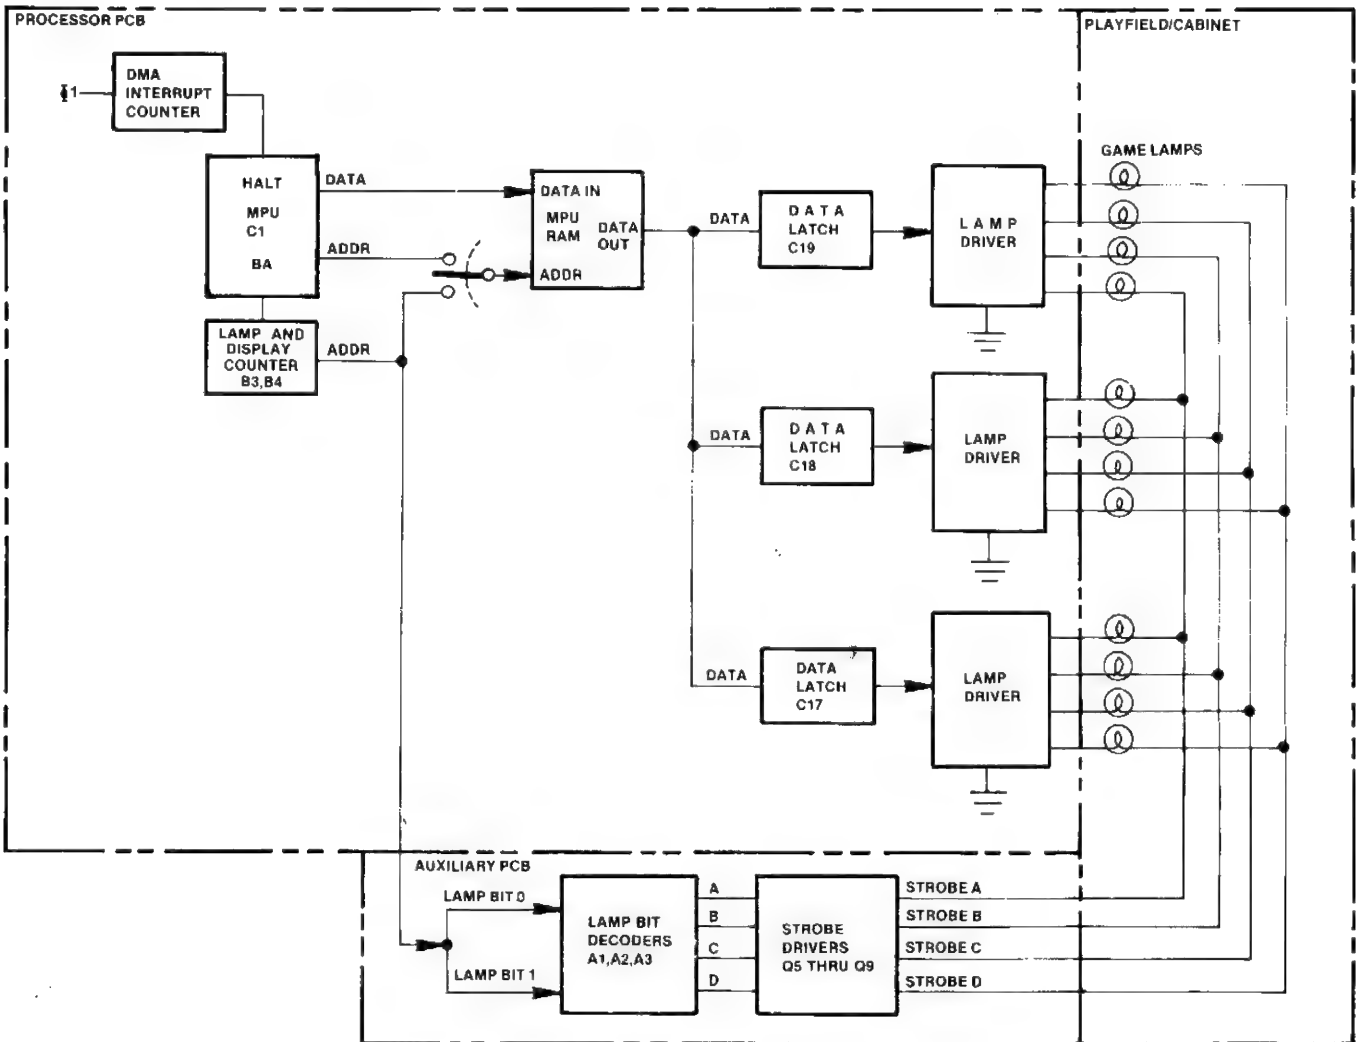 PROCESSOR PCB
PLAYFIELD/CABINET
DMA
INTERRUPT
COUNTER
Φ1
HALT
MPU
C1
BA
DATA
ADDR
LAMP AND
DISPLAY
COUNTER
B3,B4
ADDR
DATA IN
MPU
RAM
DATA
OUT
ADDR
DATA
DATA
LATCH
C19
LAMP
DRIVER
GAME LAMPS
DATA
DATA
LATCH
C18
LAMP
DRIVER
DATA
DATA
LATCH
C17
LAMP
DRIVER
AUXILIARY PCB
LAMP BIT 0
LAMP BIT 1
LAMP BIT
DECODERS
A1,A2,A3
A
B
C
D
STROBE
DRIVERS
Q5 THRU Q9
STROBE A
STROBE B
STROBE C
STROBE D